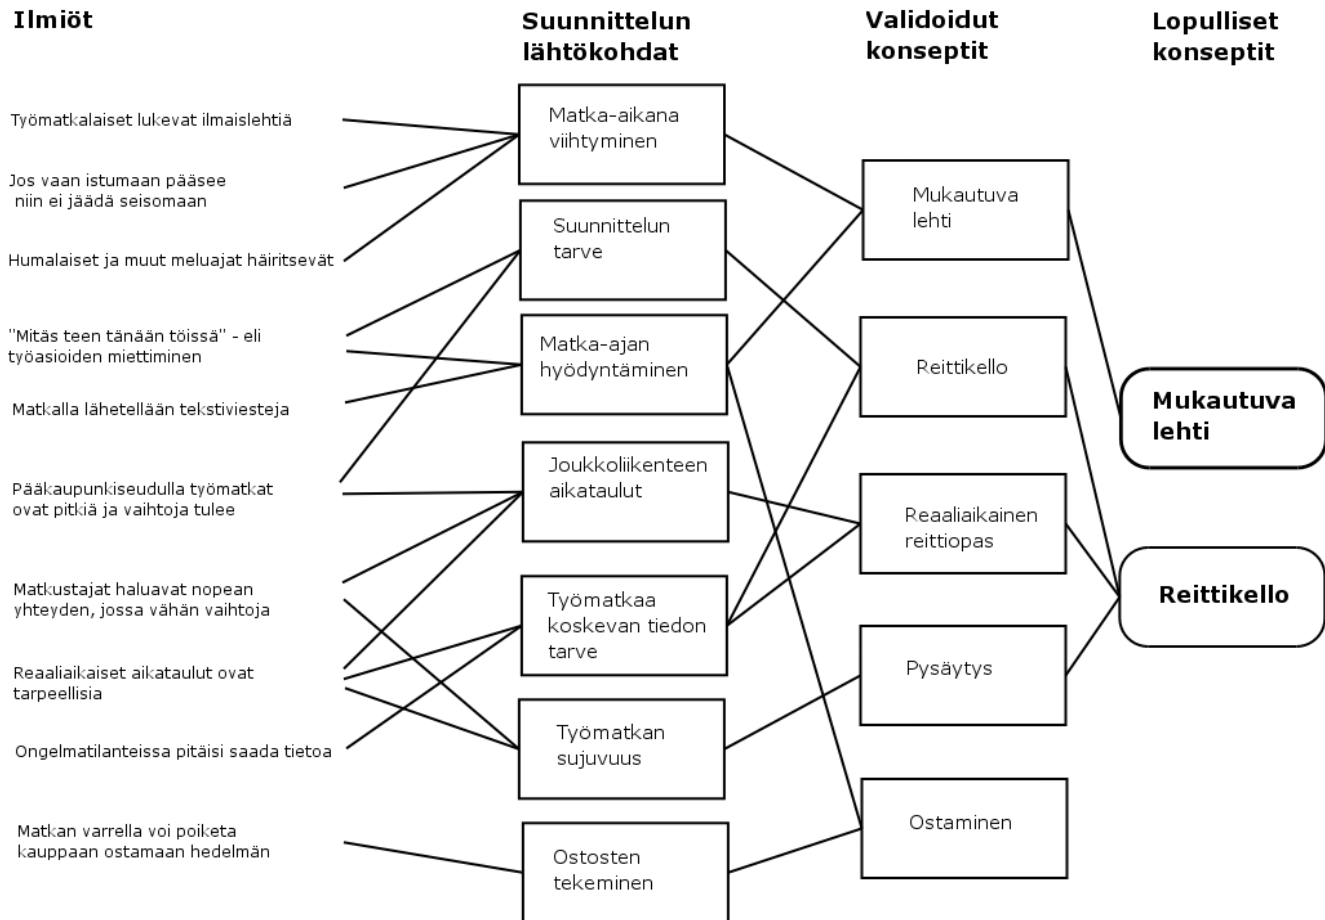 Ilmiöt
Työmatkalaiset lukevat ilmaislehtiä
Jos vaan istumaan pääsee
niin ei jäädä seisomaan
Humalaiset ja muut meluajat häiritsevät
"Mitäs teen tänään töissä" - eli
työasioiden miettiminen
Matkalla lähetellään tekstiviestejä
Pääkaupunkiseudulla työmatkat
ovat pitkiä ja vaihtoja tulee
Matkustajat haluavat nopean
yhteyden, jossa vähän vaihtoja
Reaaliaikaiset aikataulut ovat
tarpeellisia
Ongelmatilanteissa pitäisi saada tietoa
Matkan varrella voi poiketa
kauppaan ostamaan hedelmän
Suunnittelun
lähtökohdat
Matka-aikana
viihtyminen
Suunnittelun
tarve
Matka-ajan
hyödyntäminen
Joukkoliikenteen
aikataulut
Työmatkaa
koskevan tiedon
tarve
Työmatkan
sujuvuus
Ostosten
tekeminen
Validoidut
konseptit
Mukautuva
lehti
Reittikello
Reaaliaikainen
reittiopas
Pysäytys
Ostaminen
Lopulliset
konseptit
Mukautuva
lehti
Reittikello